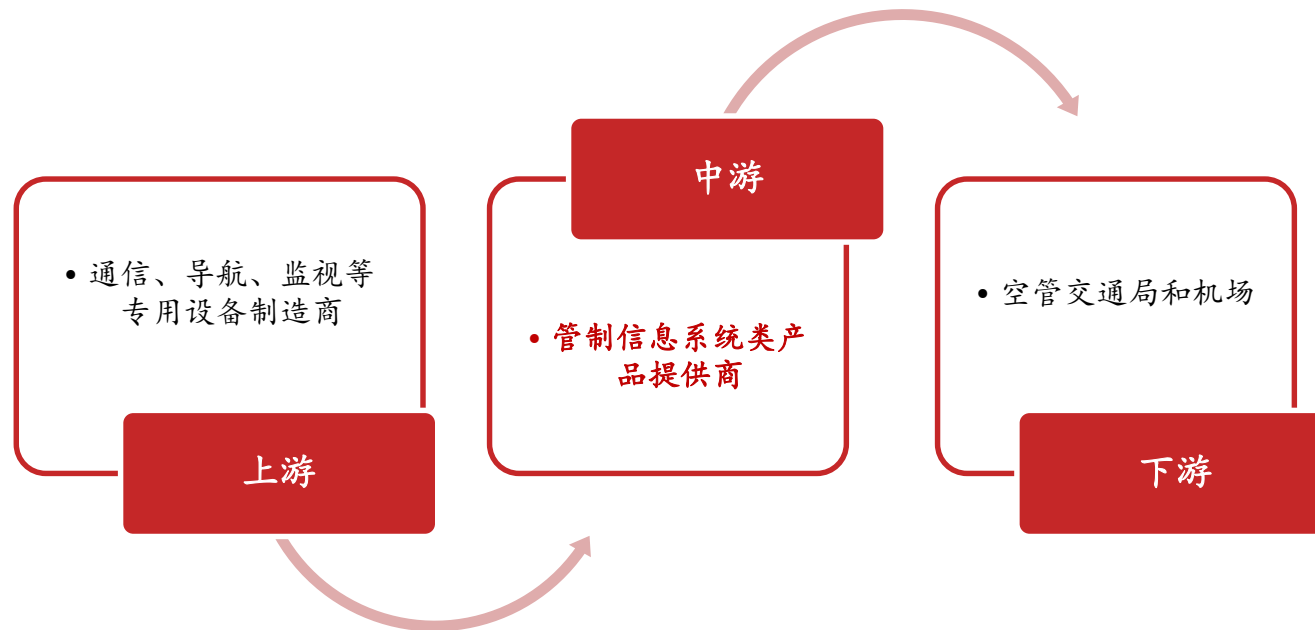 • 通信、导航、监视等
专用设备制造商
上游
中游
• 管制信息系统类产
品提供商
• 空管交通局和机场
下游